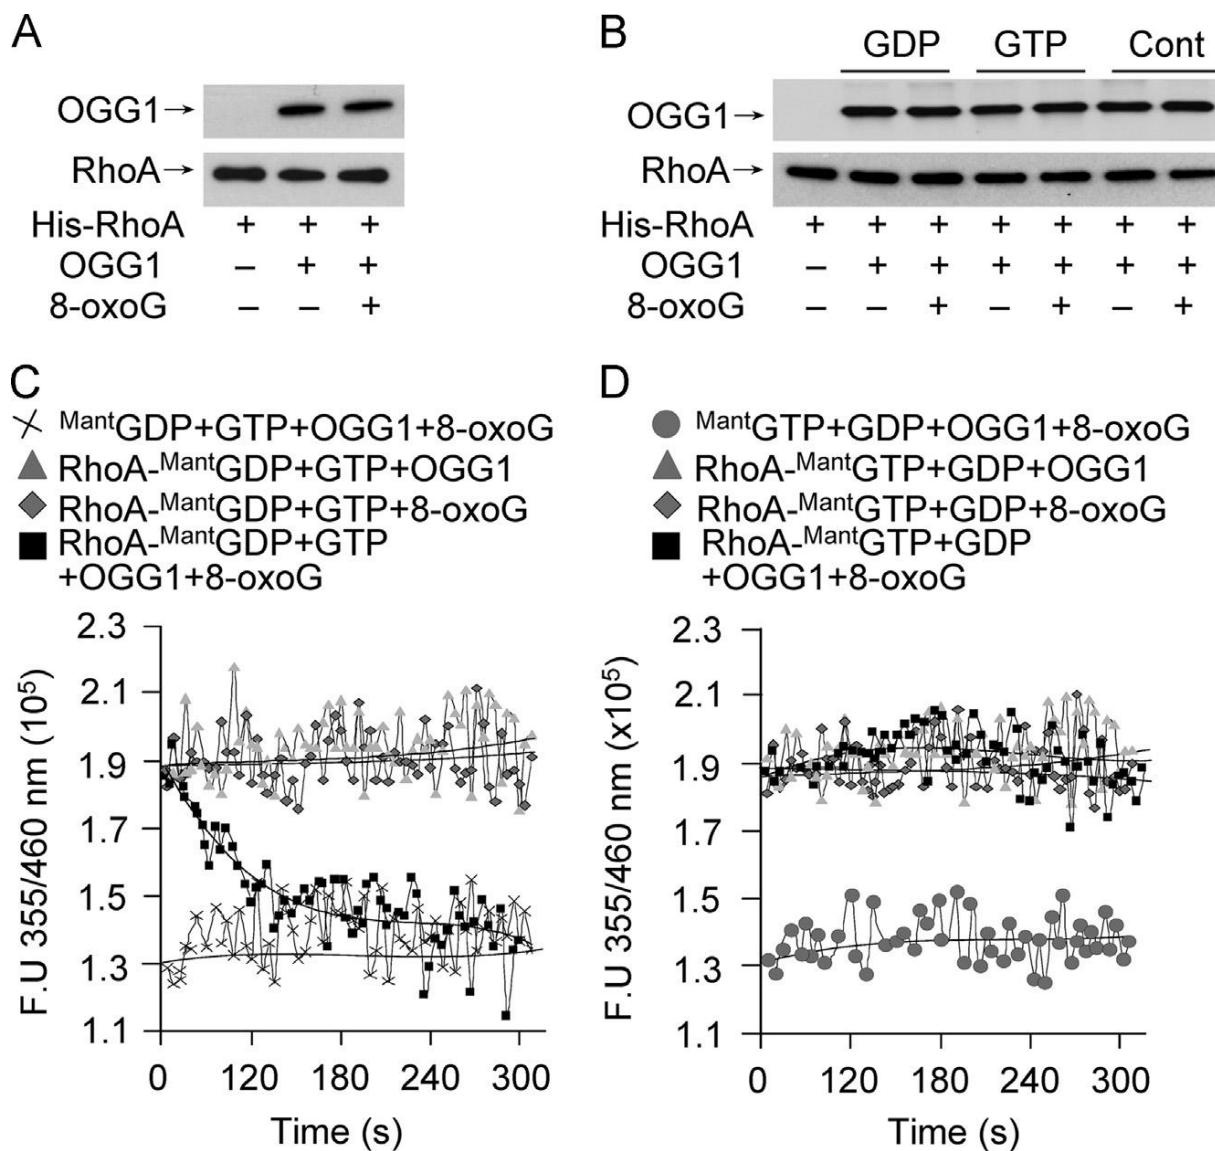 A
OGG1→
RhoA→
His-RhoA + + +
OGG1 – + +
8-oxoG – – +
B
GDP GTP Cont
OGG1→
RhoA→
His-RhoA + + + + + + +
OGG1 – + + + + + +
8-oxoG – – + – + – +
C
MantGDP+GTP+OGG1+8-oxoG
RhoA-MantGDP+GTP+OGG1
RhoA-MantGDP+GTP+8-oxoG
RhoA-MantGDP+GTP
+OGG1+8-oxoG
F.U 355/460 nm (10⁵)
2.3
2.1
1.9
1.7
1.5
1.3
1.1
0 120 180 240 300
Time (s)
D
MantGTP+GDP+OGG1+8-oxoG
RhoA-MantGTP+GDP+OGG1
RhoA-MantGTP+GDP+8-oxoG
RhoA-MantGTP+GDP
+OGG1+8-oxoG
F.U 355/460 nm (x10⁵)
2.3
2.1
1.9
1.7
1.5
1.3
1.1
0 120 180 240 300
Time (s)